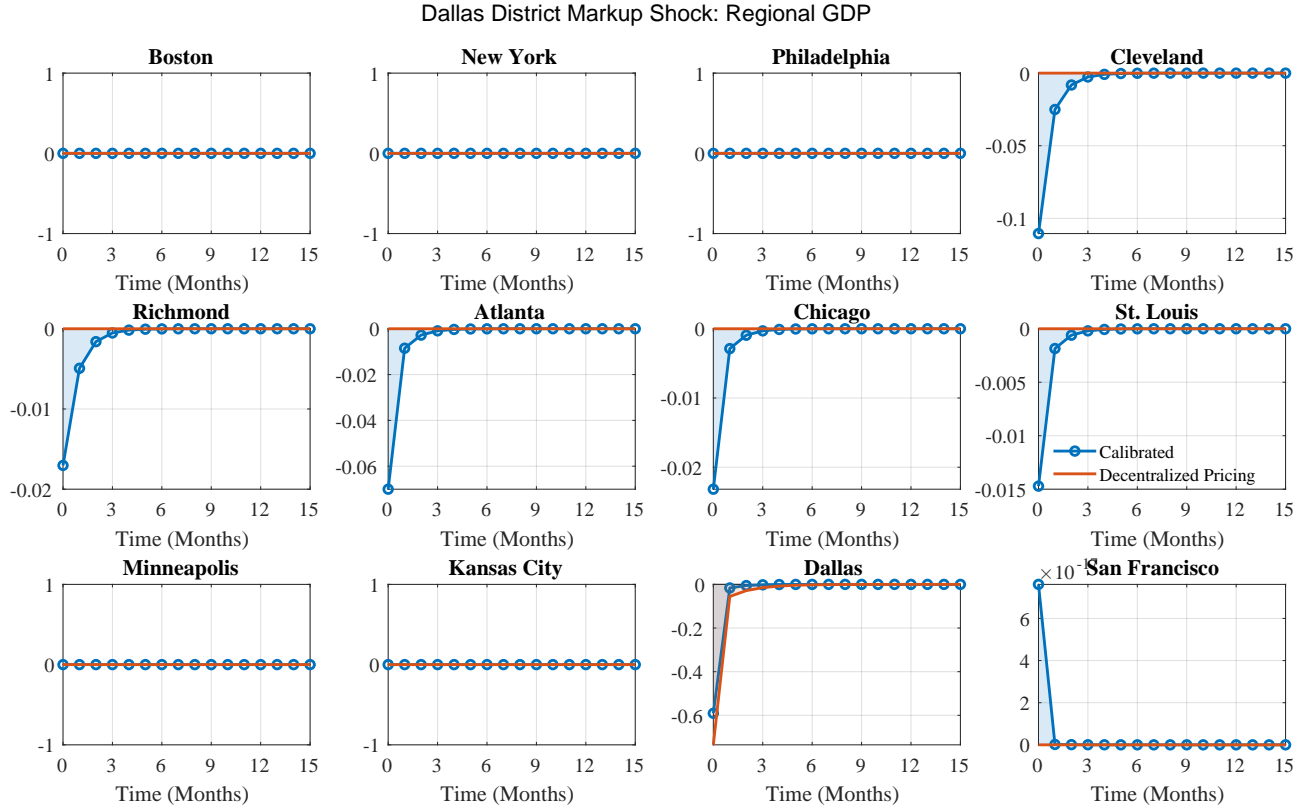 Dallas District Markup Shock: Regional GDP
Boston
1
0
-1
0 3 6 9 12 15
Time (Months)
New York
1
0
-1
0 3 6 9 12 15
Time (Months)
Philadelphia
1
0
-1
0 3 6 9 12 15
Time (Months)
Cleveland
0
-0.05
-0.1
0 3 6 9 12 15
Time (Months)
Richmond
0
-0.01
-0.02
0 3 6 9 12 15
Time (Months)
Atlanta
0
-0.02
-0.04
-0.06
0 3 6 9 12 15
Time (Months)
Chicago
0
-0.01
-0.02
0 3 6 9 12 15
Time (Months)
St. Louis
0
-0.005
-0.01
-0.015
Calibrated
Decentralized Pricing
0 3 6 9 12 15
Time (Months)
Minneapolis
1
0
-1
0 3 6 9 12 15
Time (Months)
Kansas City
1
0
-1
0 3 6 9 12 15
Time (Months)
Dallas
0
-0.2
-0.4
-0.6
0 3 6 9 12 15
Time (Months)
San Francisco
6
4
2
0
0 3 6 9 12 15
Time (Months)